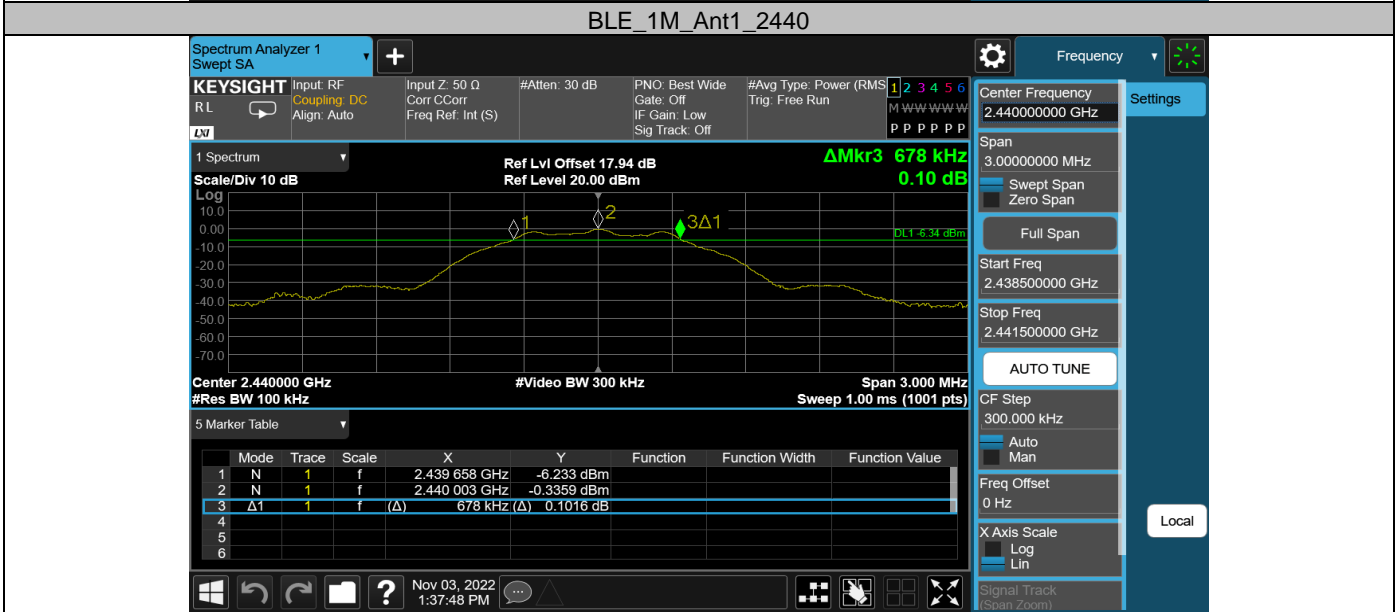 BLE_1M_Ant1_2440
Spectrum Analyzer 1
Swept SA
+
Frequency
KEYSIGHT
RL
LXI
Input: RF
Coupling: DC
Align: Auto
Input Z: 50 Ω
Corr CCorr
Freq Ref: Int (S)
#Atten: 30 dB
PNO: Best Wide
Gate: Off
IF Gain: Low
Sig Track: Off
#Avg Type: Power (RMS
Trig: Free Run
1 2 3 4 5 6
M W W W W W
P P P P P P
1 Spectrum
Scale/Div 10 dB
Ref Lvl Offset 17.94 dB
Ref Level 20.00 dBm
ΔMkr3 678 kHz
0.10 dB
Log
10.0
0.00
-10.0
-20.0
-30.0
-40.0
-50.0
-60.0
-70.0
1
2
3Δ1
DL1 -6.34 dBm
Center 2.440000 GHz
#Video BW 300 kHz
Span 3.000 MHz
#Res BW 100 kHz
Sweep 1.00 ms (1001 pts)
5 Marker Table
Mode Trace Scale X Y Function Function Width Function Value
1 N 1 f 2.439 658 GHz -6.233 dBm
2 N 1 f 2.440 003 GHz -0.3359 dBm
3 Δ1 1 f (Δ) 678 kHz (Δ) 0.1016 dB
4
5
6
Center Frequency
2.440000000 GHz
Settings
Span
3.00000000 MHz
Swept Span
Zero Span
Full Span
Start Freq
2.438500000 GHz
Stop Freq
2.441500000 GHz
AUTO TUNE
CF Step
300.000 kHz
Auto
Man
Freq Offset
0 Hz
X Axis Scale
Log
Lin
Local
Signal Track
(Span Zoom)
?
Nov 03, 2022
1:37:48 PM